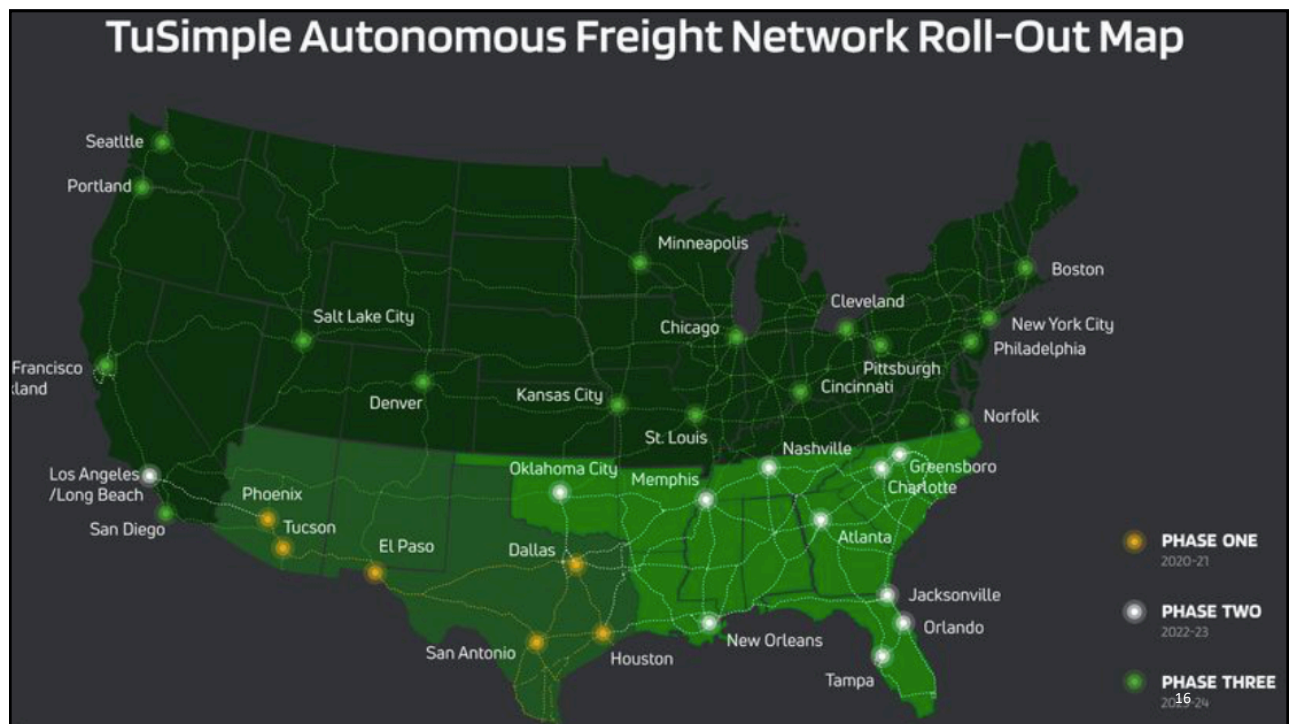 TuSimple Autonomous Freight Network Roll-Out Map
Seatltle
Portland
Minneapolis
Boston
Cleveland
Salt Lake City
Chicago
New York City
Philadelphia
Francisco
kland
Pittsburgh
Cincinnati
Denver
Kansas City
St. Louis
Norfolk
Nashville
Los Angeles
/Long Beach
Oklahoma City
Memphis
Greensboro
Charlotte
Phoenix
San Diego
Tucson
El Paso
Dallas
Atlanta
PHASE ONE
2020-21
Jacksonville
PHASE TWO
2022-23
Orlando
New Orleans
San Antonio
Houston
Tampa
PHASE THREE
16